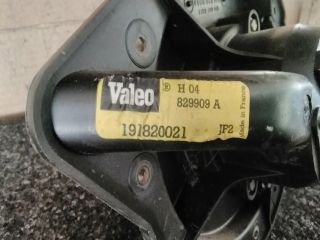 Valeo ® H 04
829909 A
191820021 JF2
Made in France